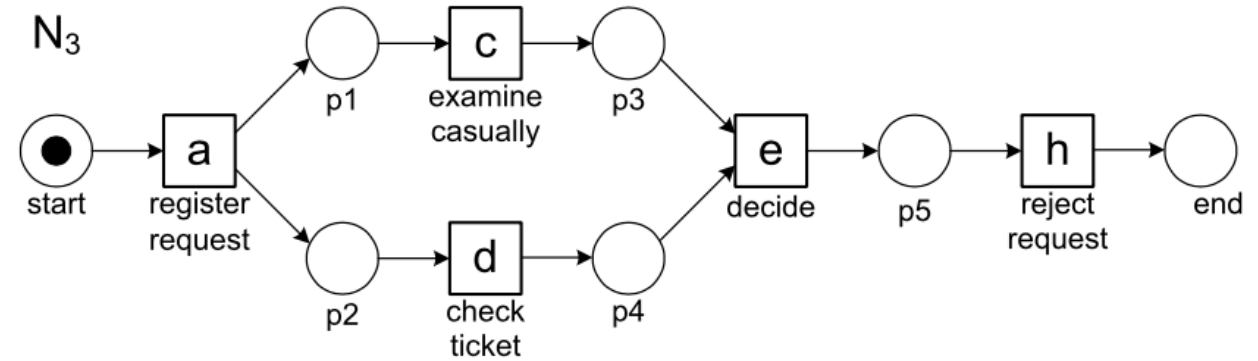 N3
p1
c
examine
casually
p3
start
a
register
request
e
decide
p5
h
reject
request
end
p2
d
check
ticket
p4